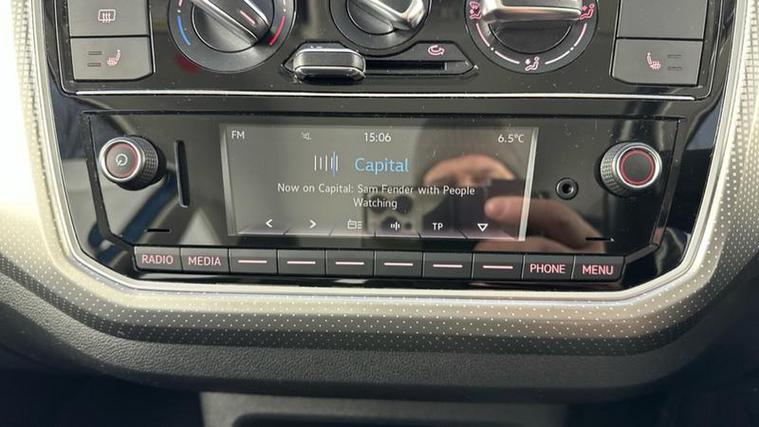 FM 15:06 6.5°C
Capital
Now on Capital: Sam Fender with People
Watching
TP
RADIO MEDIA PHONE MENU